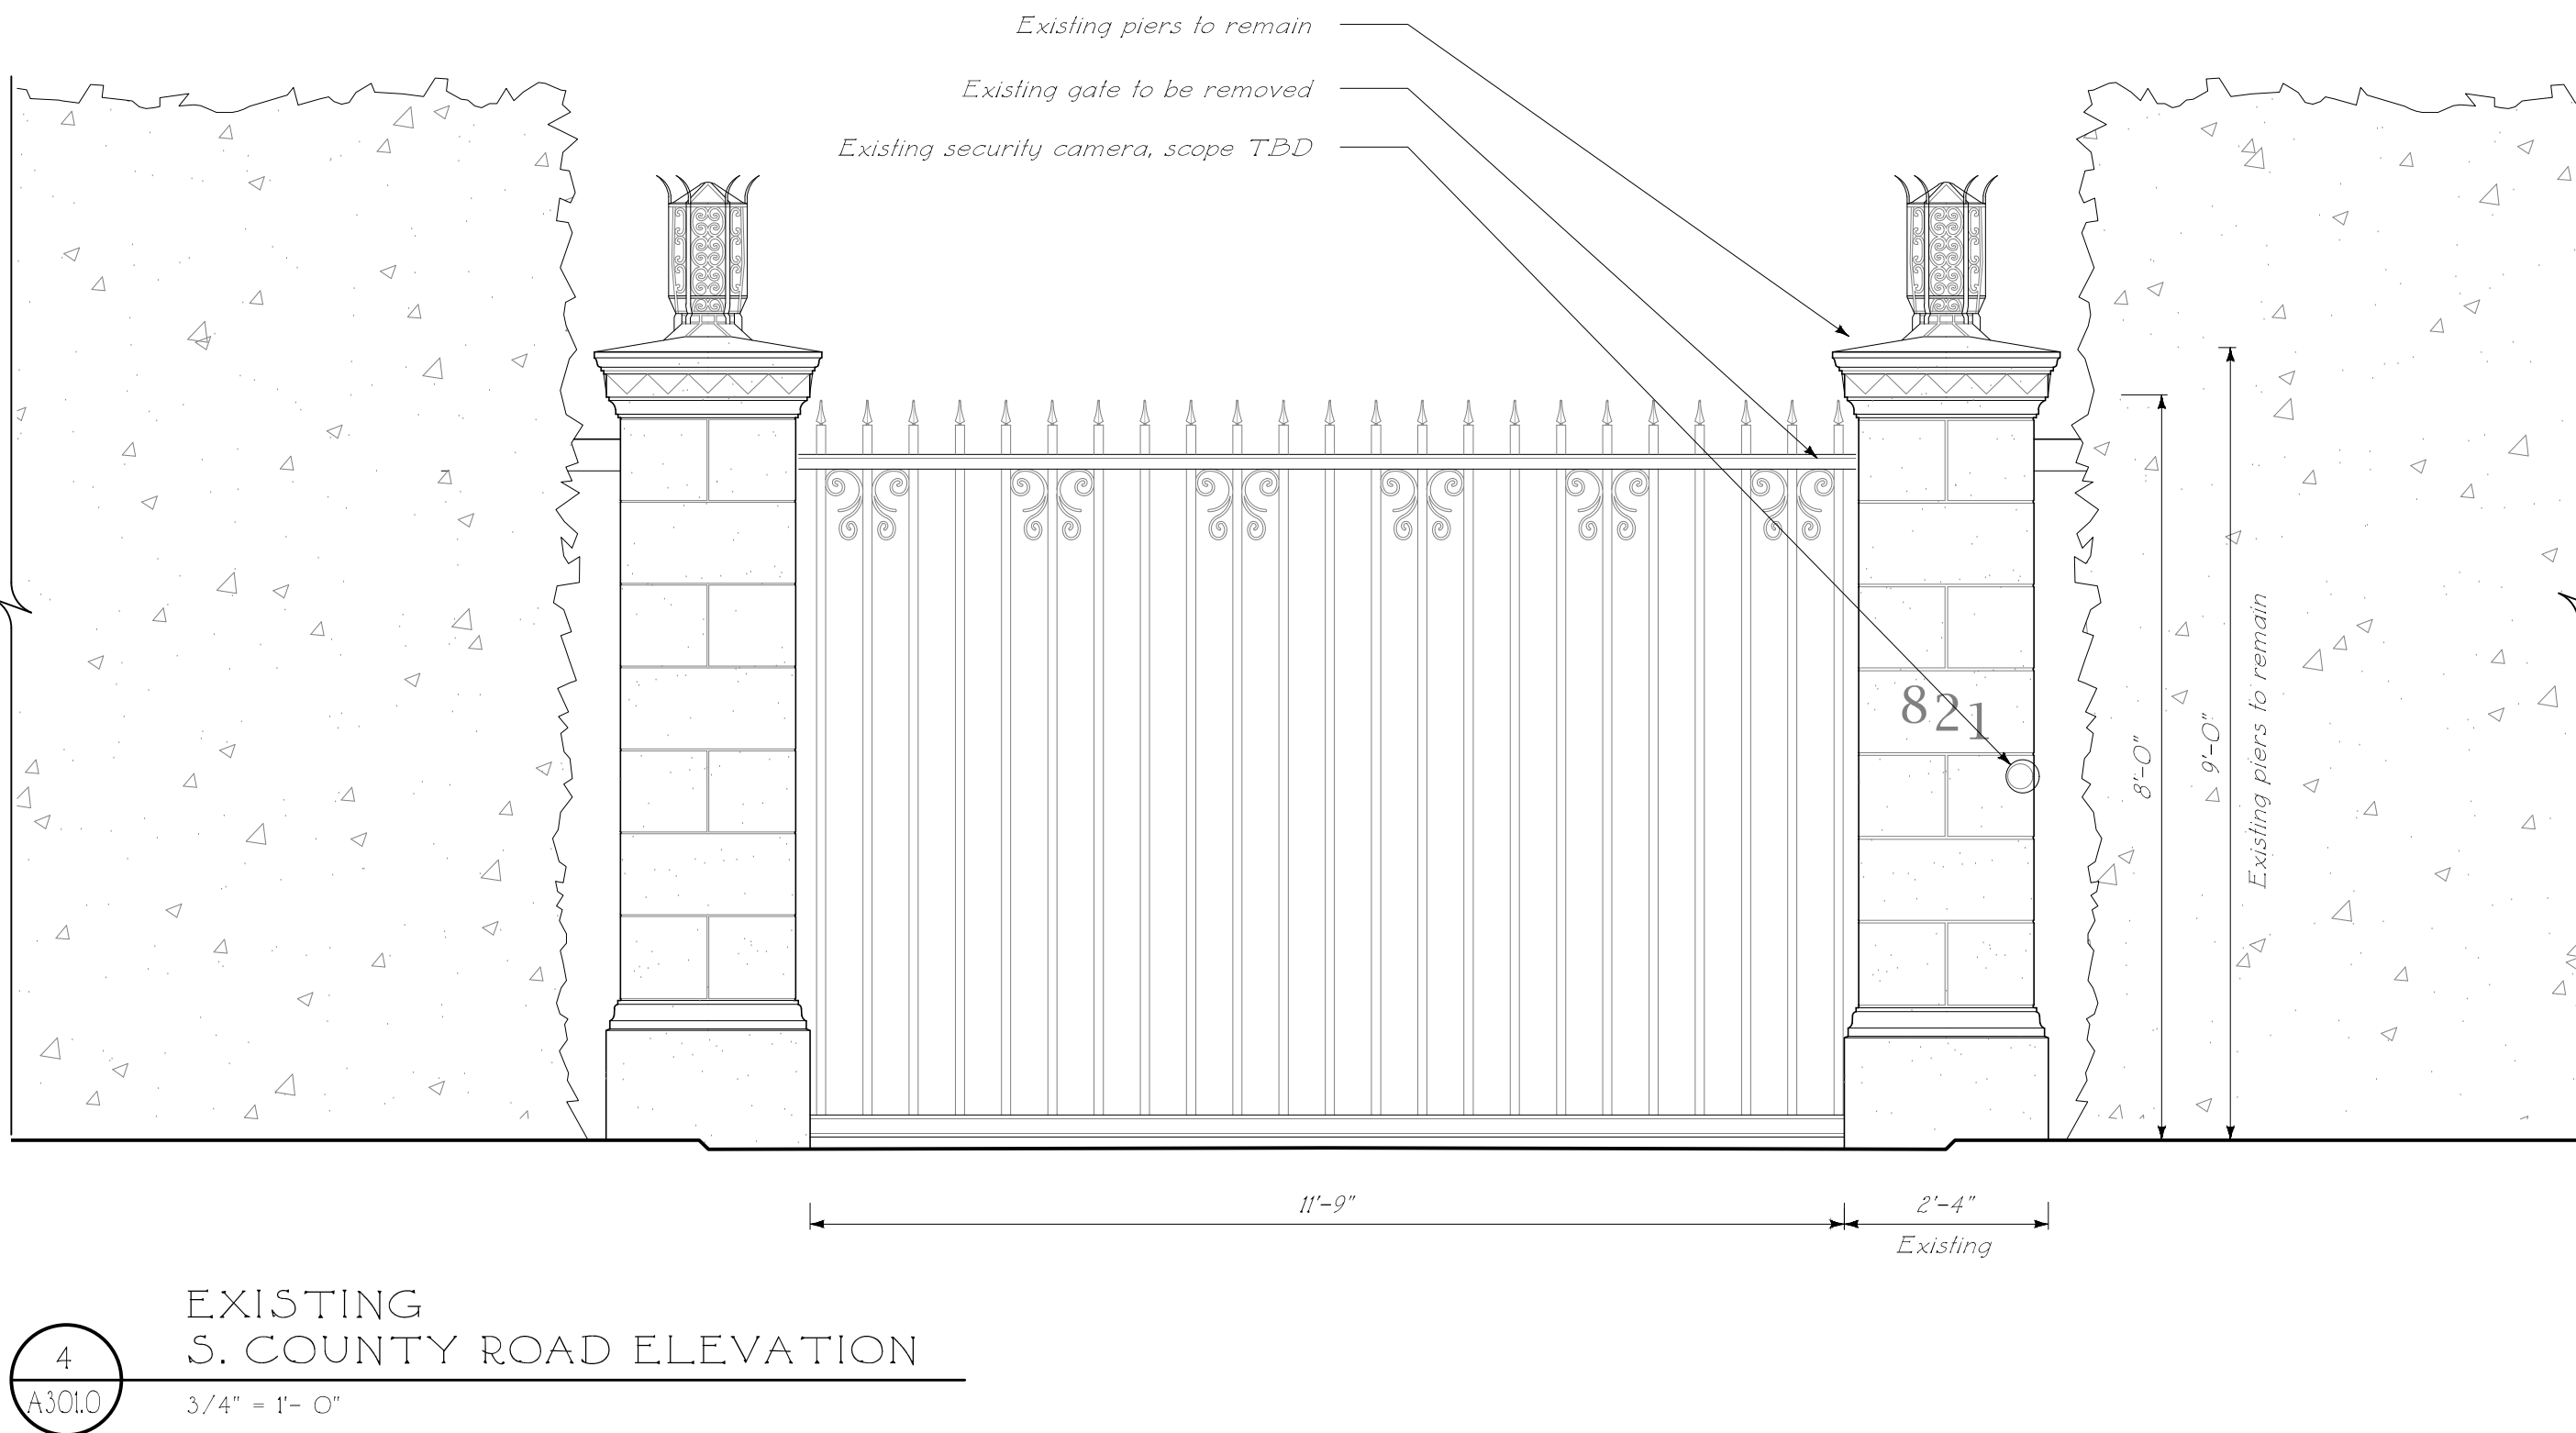 Existing piers to remain
Existing gate to be removed
Existing security camera, scope TBD
821
8'-0"
9'-0"
Existing piers to remain
11'-9"
2'-4"
Existing
EXISTING
S. COUNTY ROAD ELEVATION
4
A301.0
3/4" = 1'- 0"